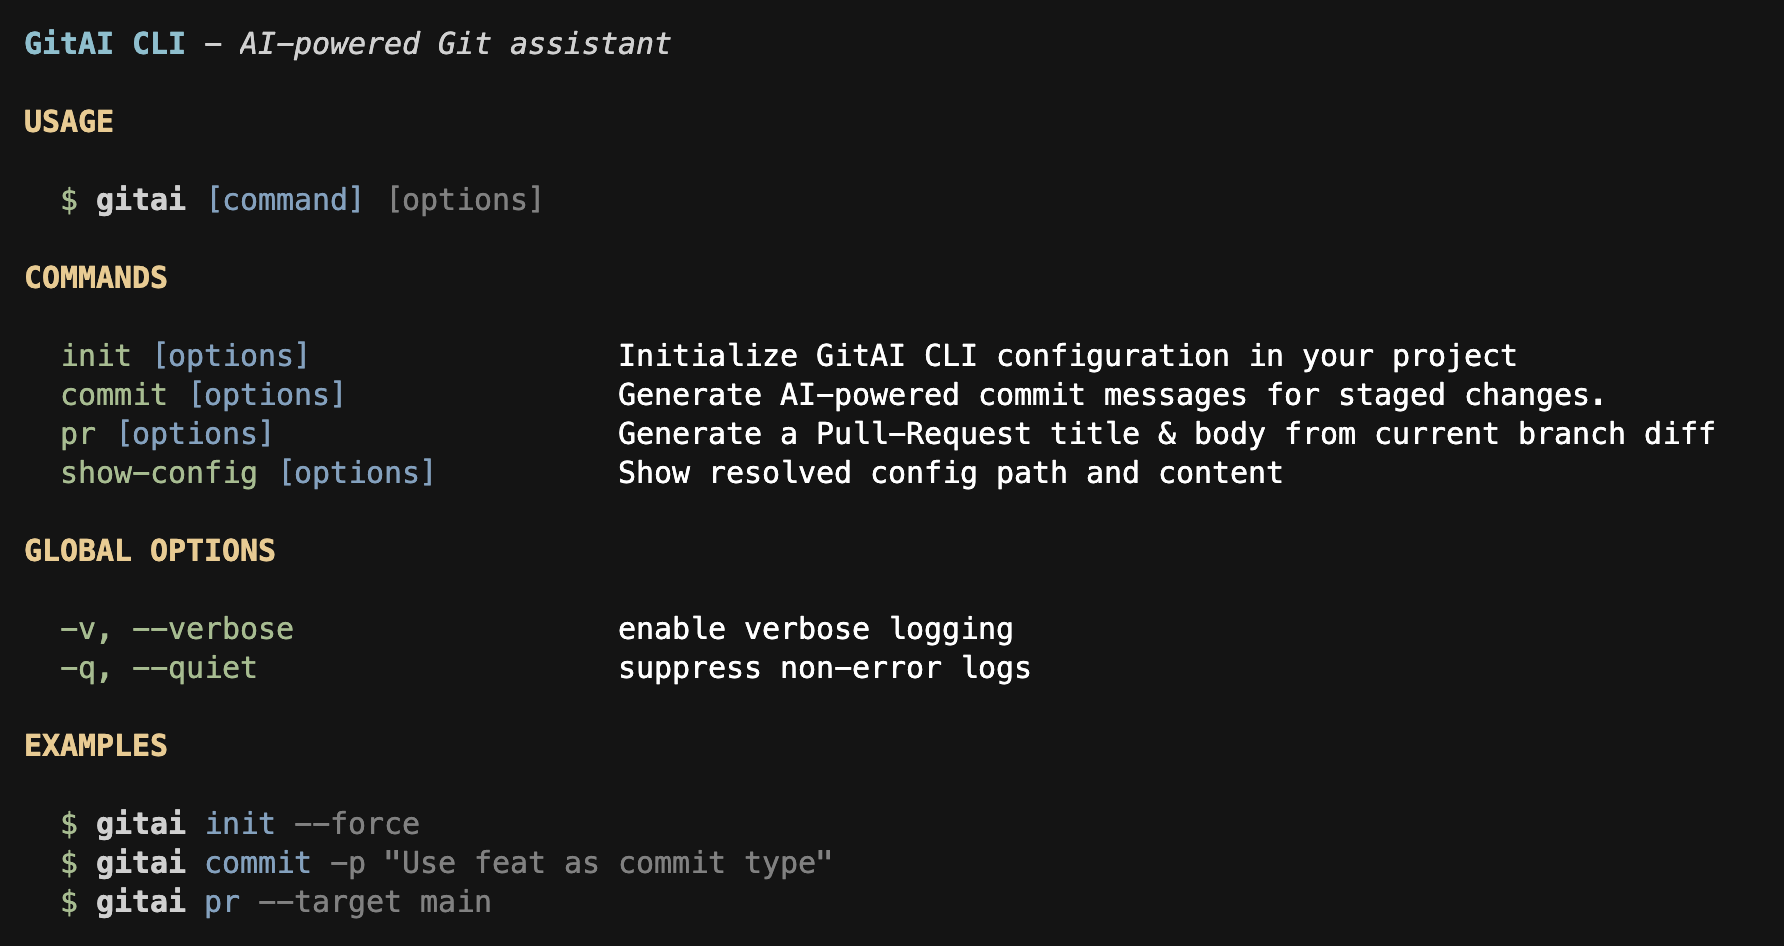 GitAI CLI - AI-powered Git assistant
USAGE
$ gitai [command] [options]
COMMANDS
init [options] Initialize GitAI CLI configuration in your project
commit [options] Generate AI-powered commit messages for staged changes.
pr [options] Generate a Pull-Request title & body from current branch diff
show-config [options] Show resolved config path and content
GLOBAL OPTIONS
-v, --verbose enable verbose logging
-q, --quiet suppress non-error logs
EXAMPLES
$ gitai init --force
$ gitai commit -p "Use feat as commit type"
$ gitai pr --target main